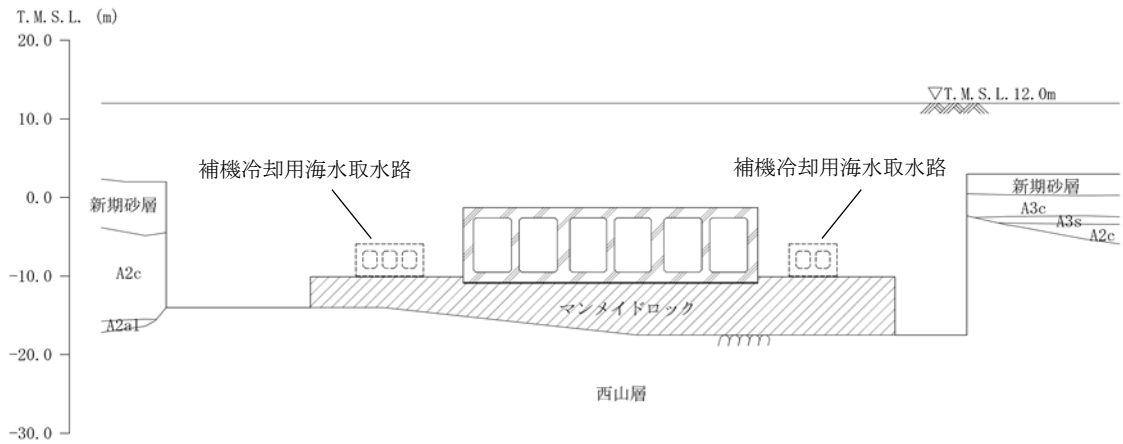 T.M.S.L. (m)
20.0
▽T.M.S.L.12.0m
10.0
補機冷却用海水取水路
補機冷却用海水取水路
0.0
新期砂層
新期砂層
A3c
A3s
A2c
A2c
-10.0
マンメイドロック
A2a1
-20.0
西山層
-30.0